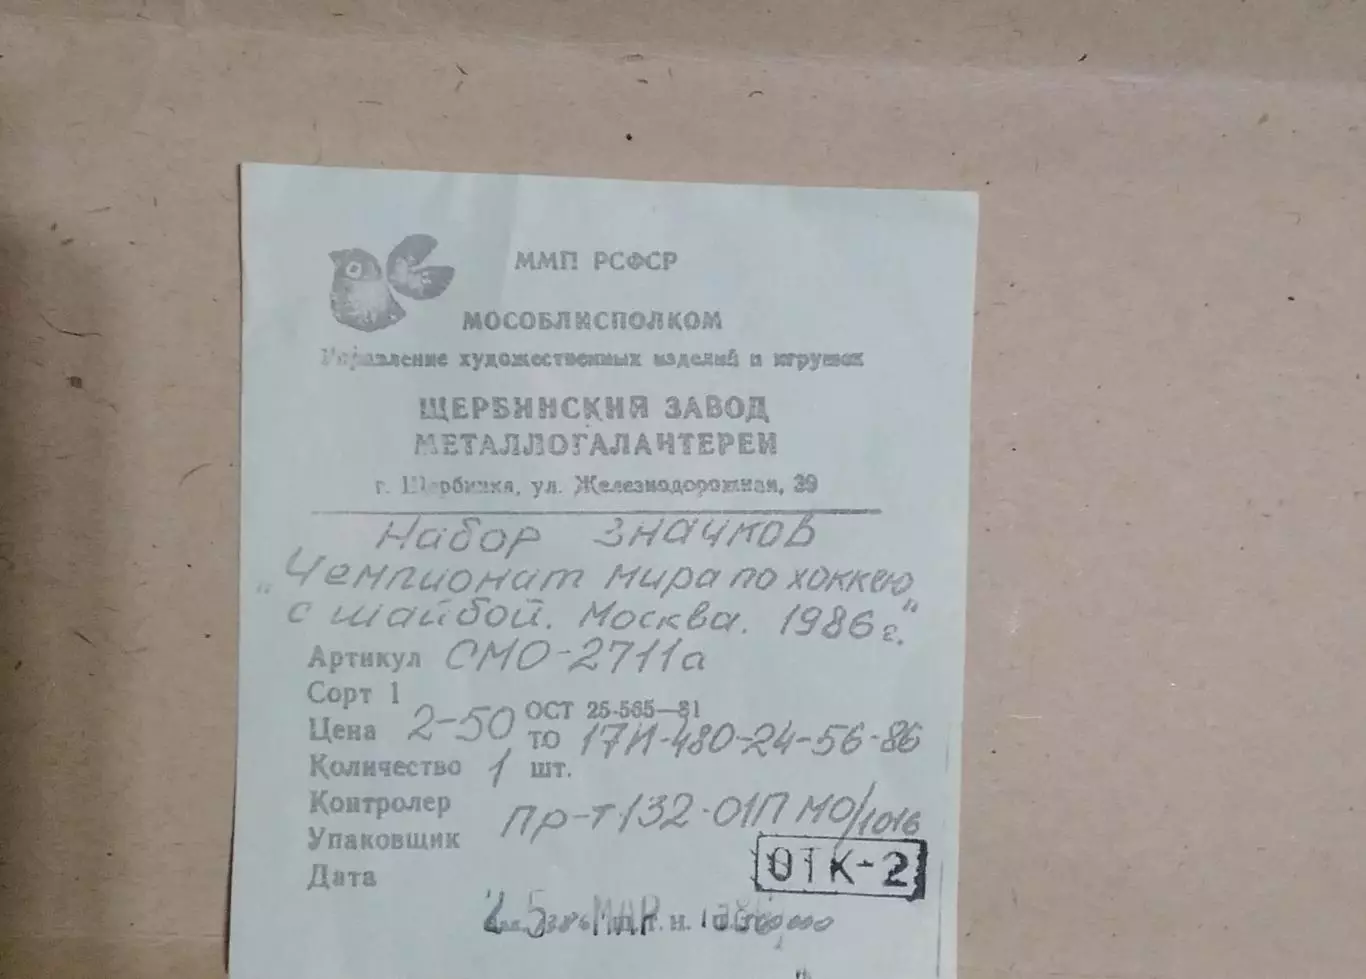 ММП РСФСР
МОСОБЛИСПОЛКОМ
Управление художественных изделий и игрушек
ЩЕРБИНСКИЙ ЗАВОД
МЕТАЛЛОГАЛАНТЕРЕИ
г. Щербинка, ул. Железнодорожная, 39
Набор значков
"Чемпионат мира по хоккею
с шайбой. Москва. 1986 г."
Артикул СМО-2711а
Сорт 1
Цена 2-50 ОСТ 25-565—81
ТО 17И-480-24-56-86
Количество 1 шт.
Контролер
Упаковщик
Пр-т 132-01П МО/1016
Дата
ОТК-2
25 МАР